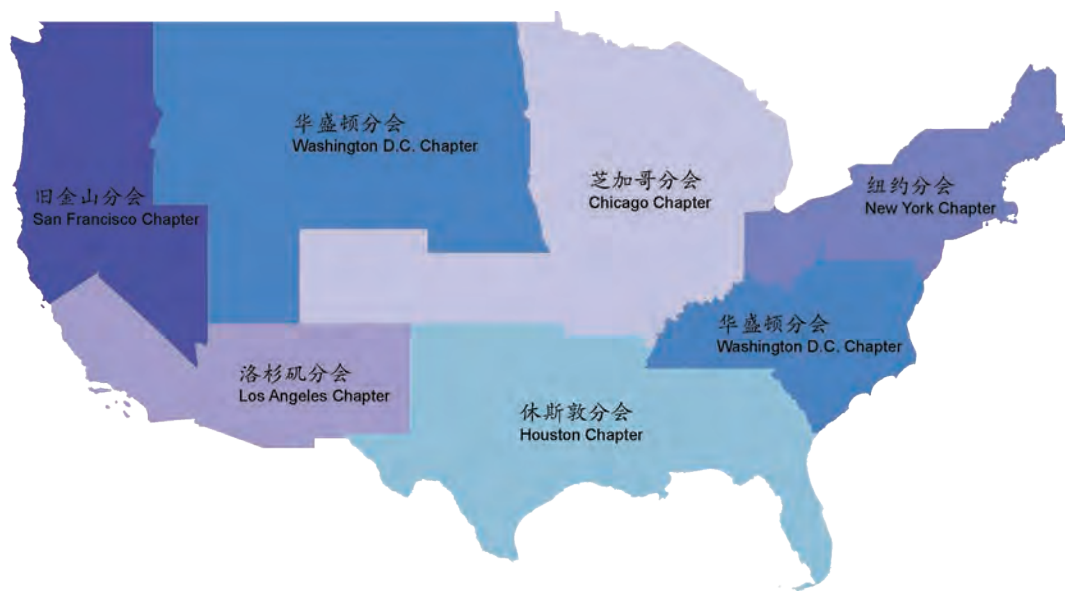 华盛顿分会
Washington D.C. Chapter
芝加哥分会
Chicago Chapter
纽约分会
New York Chapter
旧金山分会
San Francisco Chapter
华盛顿分会
Washington D.C. Chapter
洛杉矶分会
Los Angeles Chapter
休斯敦分会
Houston Chapter